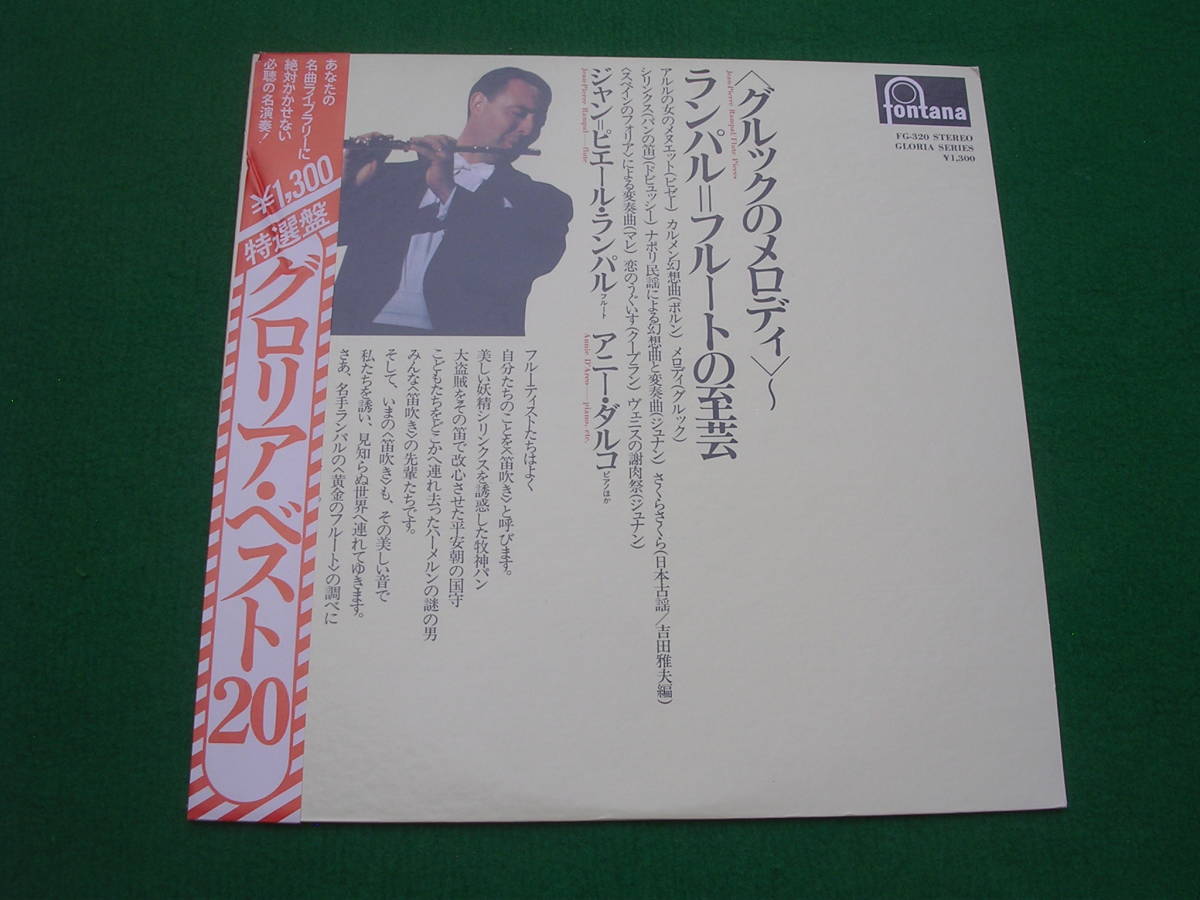 fontana
FG-320 STEREO
GLORIA SERIES
¥1,300
〈グルックのメロディ〉〜
ランパル=フルートの至芸
Jean-Pierre Rampal/Flute Pieces
アルルの女のメヌエット(ビゼー) カルメン幻想曲(ボルン) メロディ(グルック)
シリンクス(パンの笛)(ドビュッシー) ナポリ民謡による幻想曲と変奏曲(ジュナン) さくらさくら(日本古謡/吉田雅夫編)
〈スペインのフォリア〉による変奏曲(マレ) 恋のうぐいす(クープラン) ヴェニスの謝肉祭(ジュナン)
ジャン=ピエール・ランパル フルート アニー・ダルコ ピアノほか
Jean-Pierre Rampal——flute Annie D'Arco——piano, etc.
フルーティストたちはよく
自分たちのことを〈笛吹き〉と呼びます。
美しい妖精シリンクスを誘惑した牧神パン
大盗賊をその笛で改心させた平安朝の国守
こどもたちをどこかへ連れ去ったハーメルンの謎の男
みんな〈笛吹き〉の先輩たちです。
そして、いまの〈笛吹き〉も、その美しい音で
私たちを誘い、見知らぬ世界へ連れてゆきます。
さあ、名手ランパルの〈黄金のフルート〉の調べに
あなたの
名曲ライブラリーに
絶対かかせない
必聴の名演奏!
¥1,300
特選盤
グロリア・ベスト20